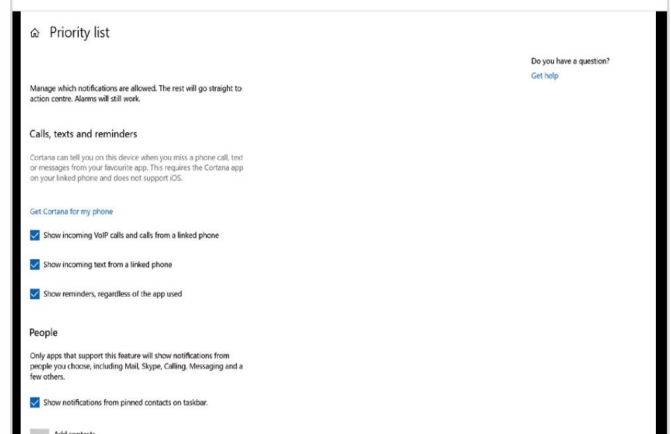 Priority list
Do you have a question?
Get help
Manage which notifications are allowed. The rest will go straight to
action centre. Alarms will still work.
Calls, texts and reminders
Cortana can tell you on this device when you miss a phone call, text
or messages from your favourite app. This requires the Cortana app
on your linked phone and does not support iOS.
Get Cortana for my phone
Show incoming VoIP calls and calls from a linked phone
Show incoming text from a linked phone
Show reminders, regardless of the app used
People
Only apps that support this feature will show notifications from
people you choose, including Mail, Skype, Calling, Messaging and a
few others.
Show notifications from pinned contacts on taskbar.
Add contacts